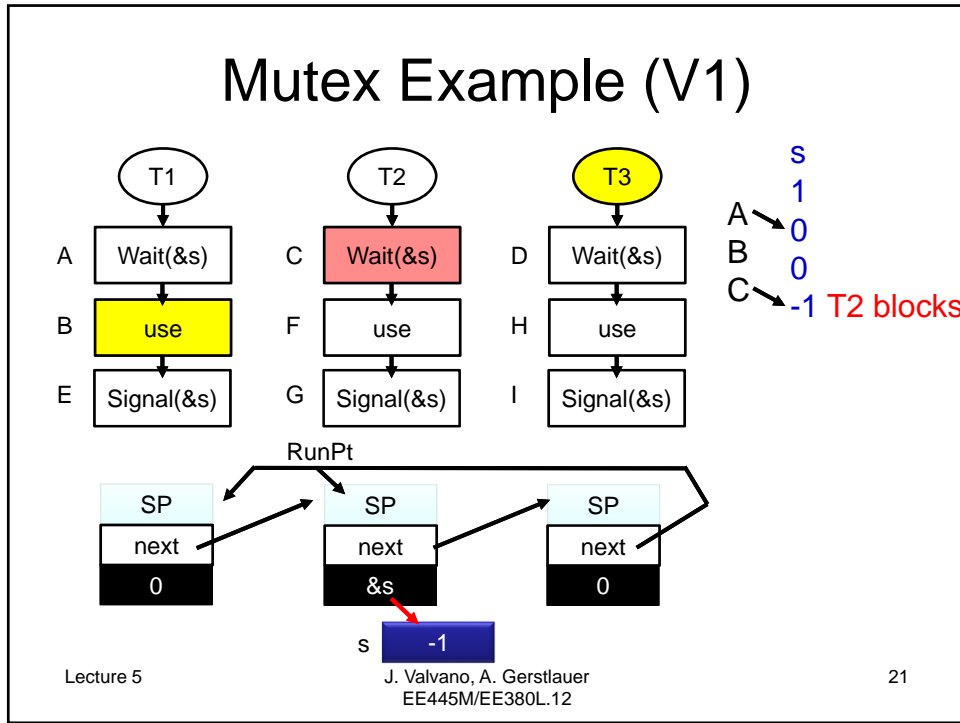 Mutex Example (V1)
T1 T2 T3
A Wait(&s) C Wait(&s) D Wait(&s)
B use F use H use
E Signal(&s) G Signal(&s) I Signal(&s)
s
1
A 0
B 0
C -1 T2 blocks
RunPt
SP SP SP
next next next
0 &s 0
s -1
Lecture 5 J. Valvano, A. Gerstlauer 21
EE445M/EE380L.12